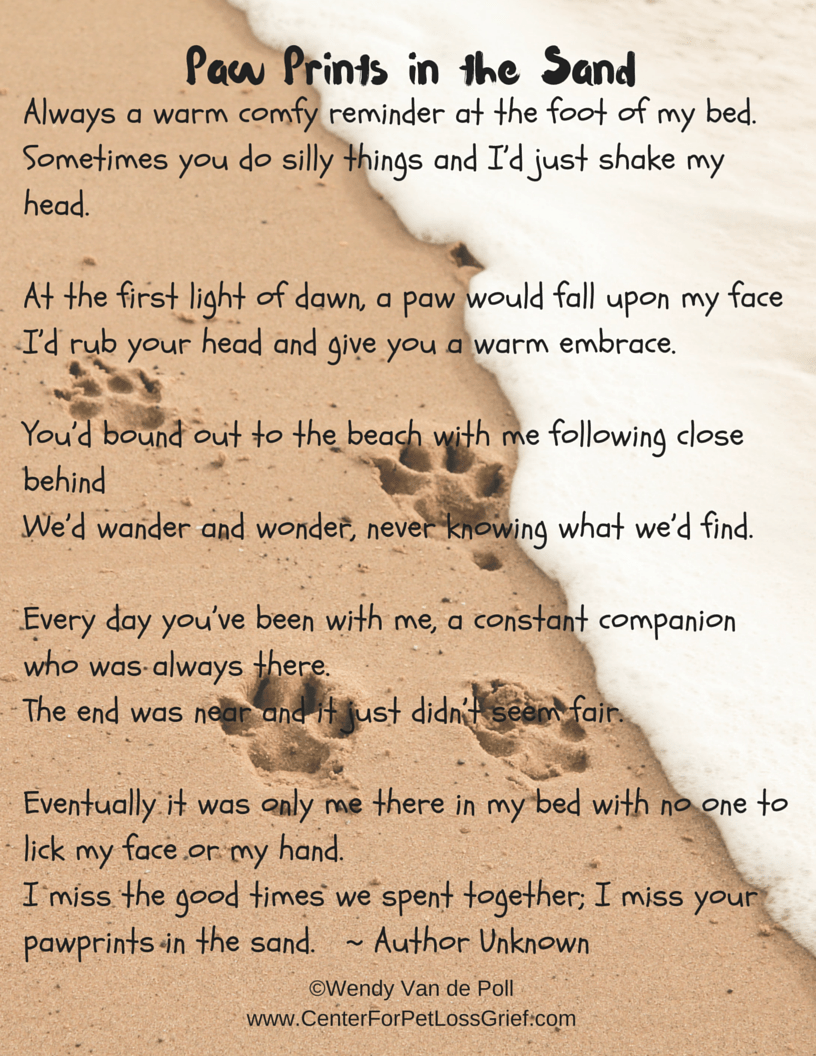 Paw Prints in the Sand
Always a warm comfy reminder at the foot of my bed.
Sometimes you do silly things and I'd just shake my
head.
At the first light of dawn, a paw would fall upon my face
I'd rub your head and give you a warm embrace.
You'd bound out to the beach with me following close
behind
We'd wander and wonder, never knowing what we'd find.
Every day you've been with me, a constant companion
who was always there.
The end was near and it just didn't seem fair.
Eventually it was only me there in my bed with no one to
lick my face or my hand.
I miss the good times we spent together; I miss your
pawprints in the sand. ~ Author Unknown
©Wendy Van de Poll
www.CenterForPetLossGrief.com